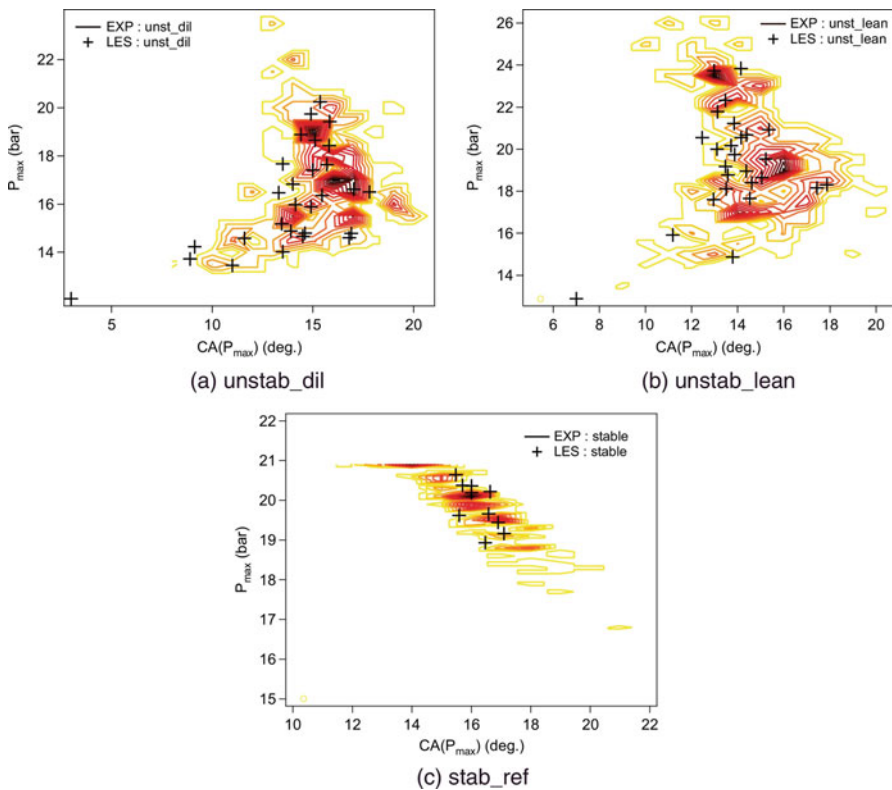 EXP : unst_dil
LES : unst_dil
22
20
18
16
14
P_max (bar)
5 10 15 20
CA(P_max) (deg.)
(a) unstab_dil
EXP : unst_lean
LES : unst_lean
26
24
22
20
18
16
14
P_max (bar)
6 8 10 12 14 16 18 20
CA(P_max) (deg.)
(b) unstab_lean
EXP : stable
LES : stable
22
21
20
19
18
17
16
15
P_max (bar)
10 12 14 16 18 20 22
CA(P_max) (deg.)
(c) stab_ref